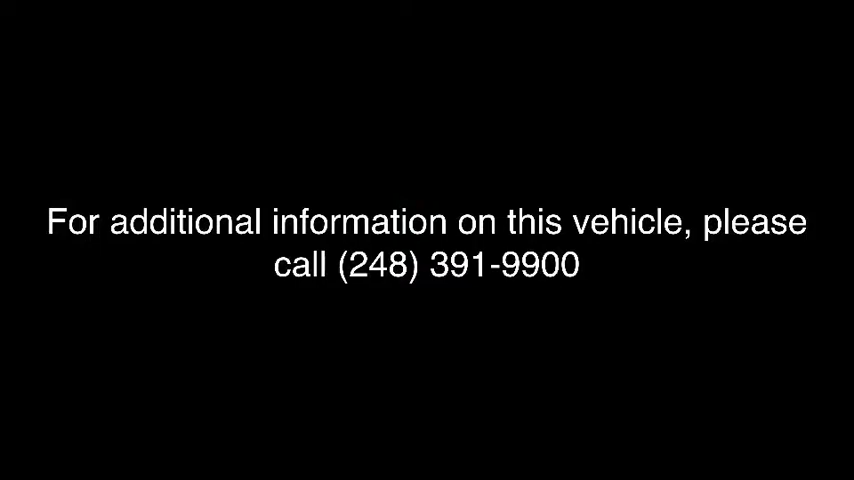 For additional information on this vehicle, please
call (248) 391-9900